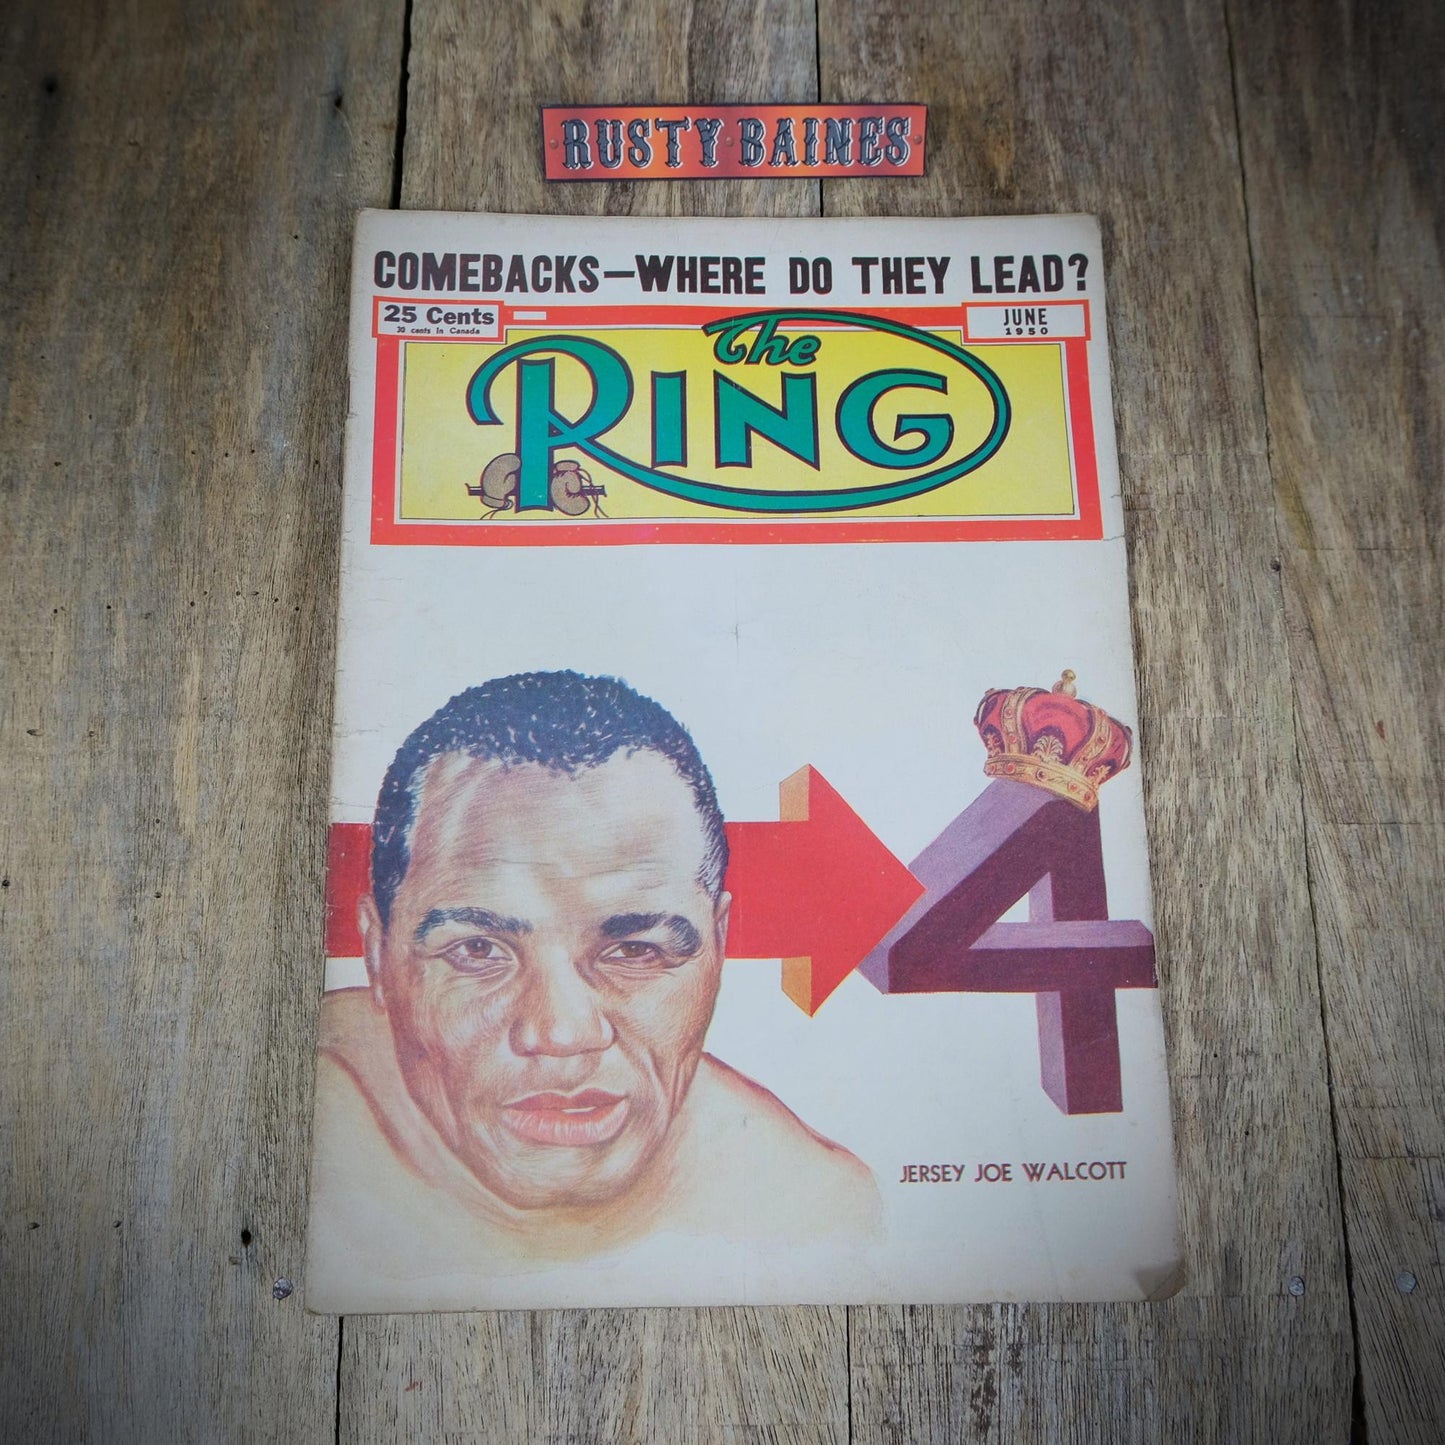 RUSTY BAINES
COMEBACKS—WHERE DO THEY LEAD?
25 Cents
30 cents in Canada
JUNE
1950
The
RING
4
JERSEY JOE WALCOTT